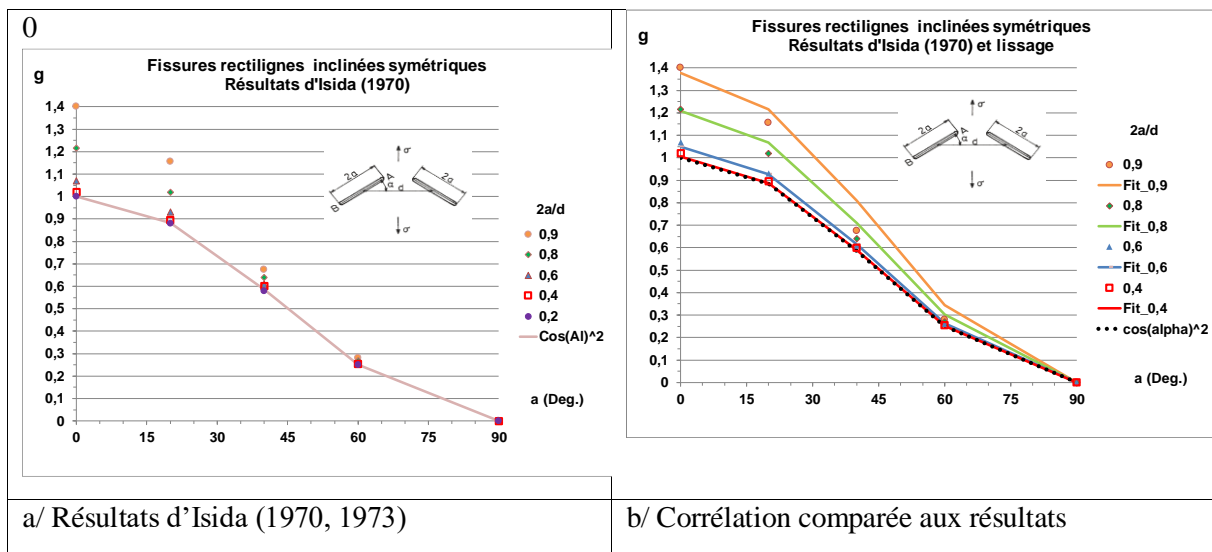 0
Fissures rectilignes inclinées symétriques
Résultats d'Isida (1970)
g
1,4
1,3
1,2
1,1
1
0,9
0,8
0,7
0,6
0,5
0,4
0,3
0,2
0,1
0
0 15 30 45 60 75 90
2a
A
α
d
B
2a
σ
σ
2a/d
0,9
0,8
0,6
0,4
0,2
Cos(Al)^2
a (Deg.)
a/ Résultats d'Isida (1970, 1973)
Fissures rectilignes inclinées symétriques
Résultats d'Isida (1970) et lissage
g
1,4
1,3
1,2
1,1
1
0,9
0,8
0,7
0,6
0,5
0,4
0,3
0,2
0,1
0
0 15 30 45 60 75 90
2a
A
α
d
B
2a
σ
σ
2a/d
0,9
Fit_0,9
0,8
Fit_0,8
0,6
Fit_0,6
0,4
Fit_0,4
cos(alpha)^2
a (Deg.)
b/ Corrélation comparée aux résultats